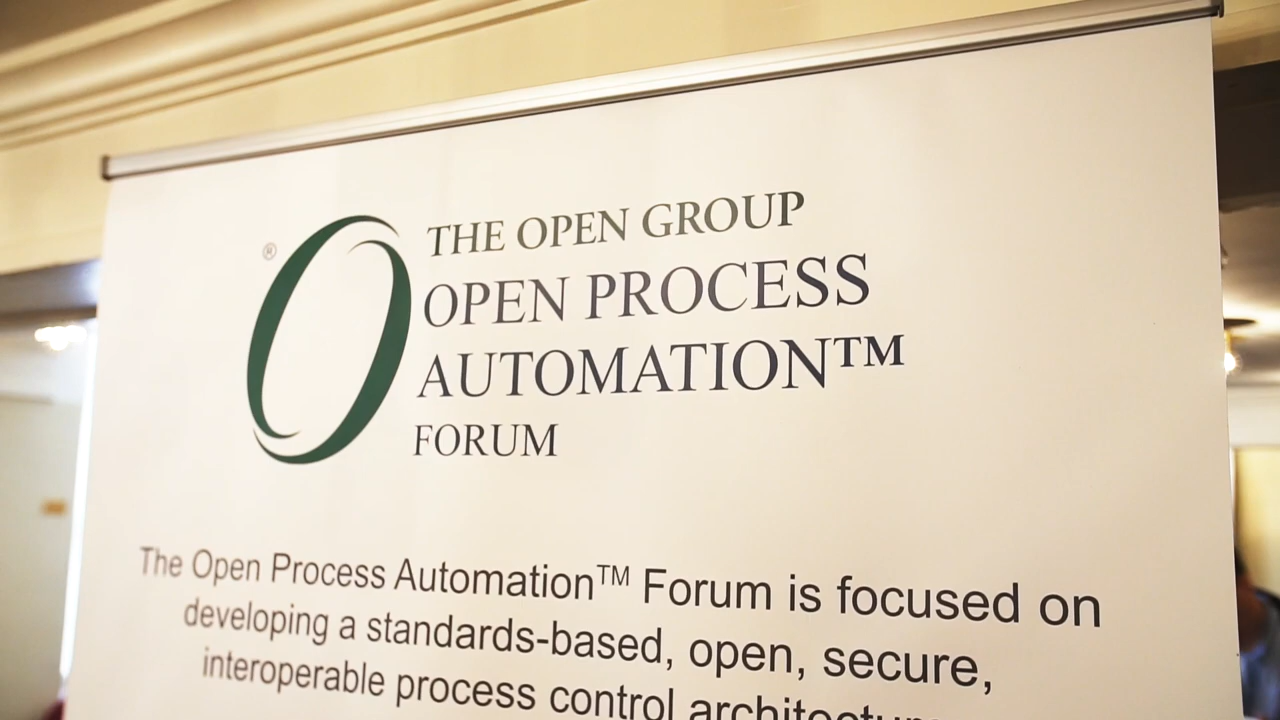 ®
THE OPEN GROUP
OPEN PROCESS
AUTOMATION™
FORUM
The Open Process Automation™ Forum is focused on
developing a standards-based, open, secure,
interoperable process control